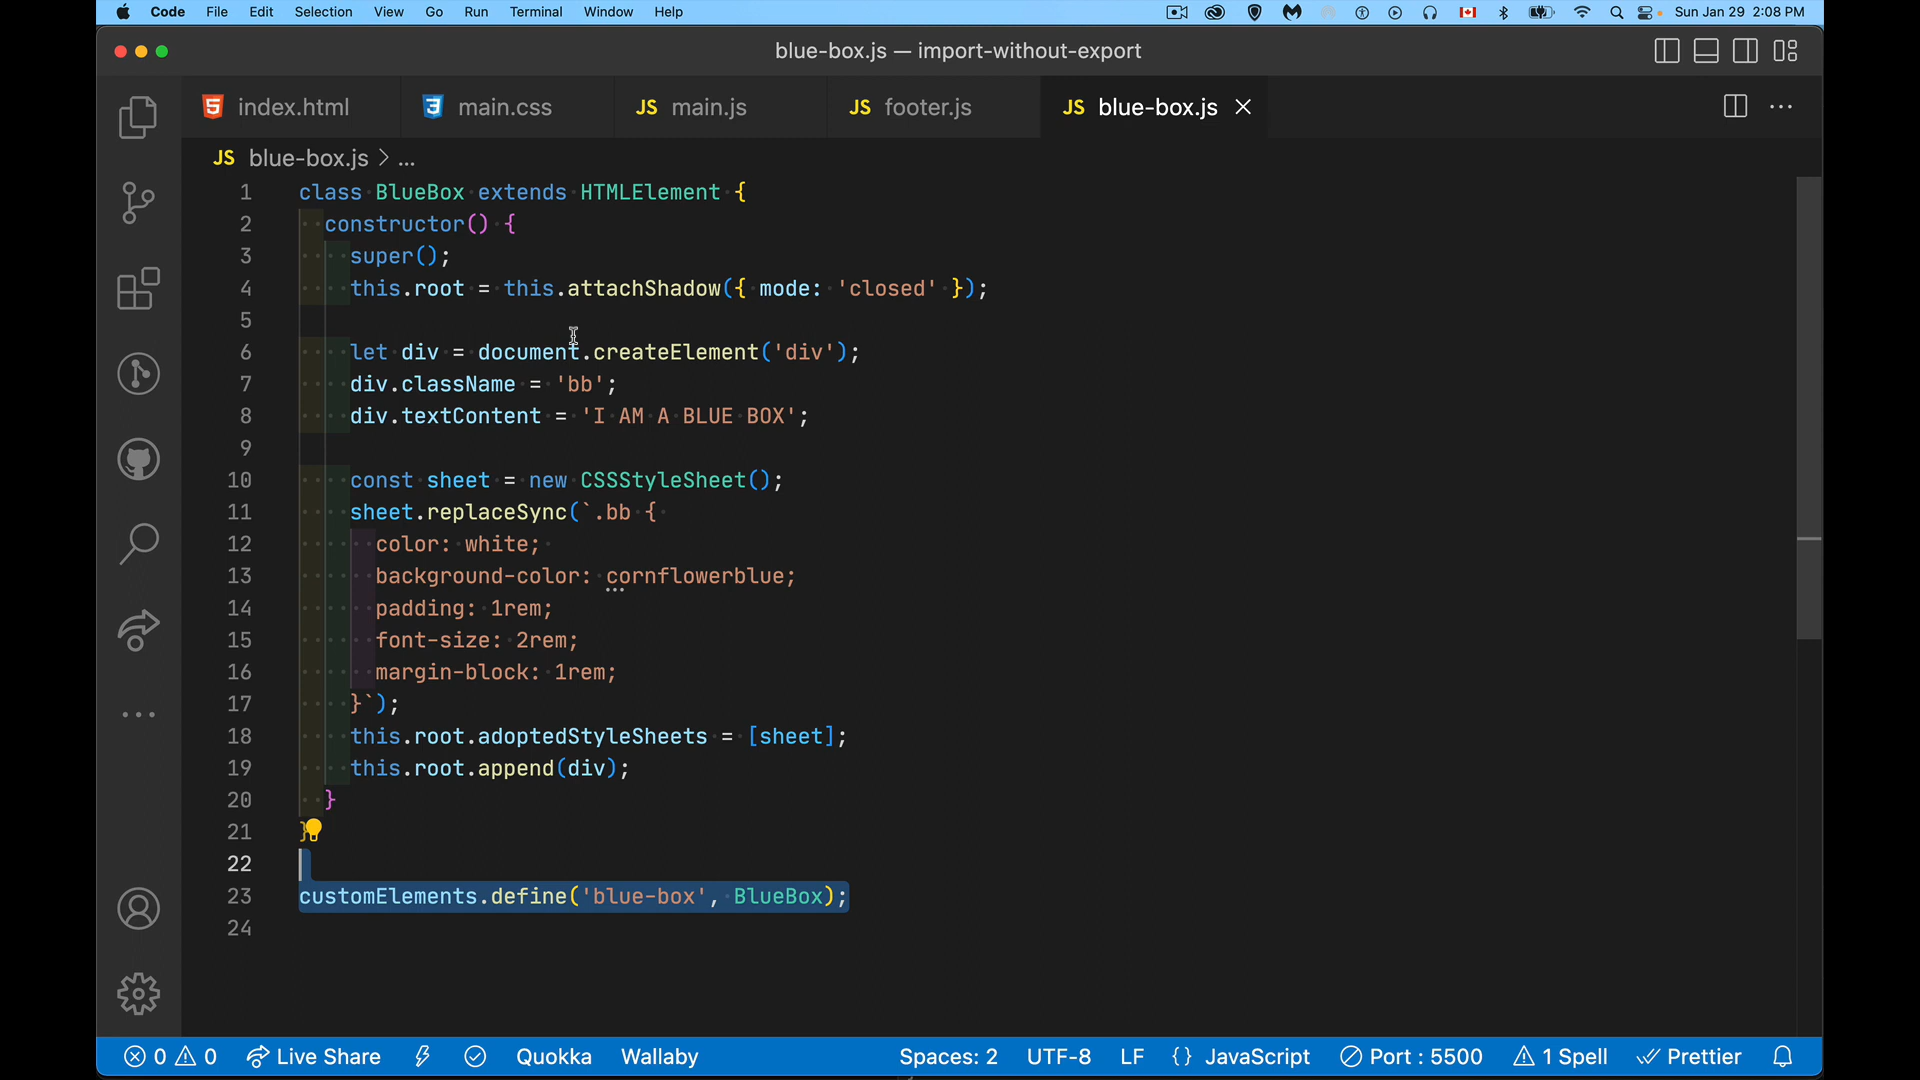 Code File Edit Selection View Go Run Terminal Window Help Sun Jan 29 2:08 PM
blue-box.js — import-without-export
index.html main.css JS main.js JS footer.js JS blue-box.js
JS blue-box.js > ...
1 class BlueBox extends HTMLElement {
2 constructor() {
3 super();
4 this.root = this.attachShadow({ mode: 'closed' });
5
6 let div = document.createElement('div');
7 div.className = 'bb';
8 div.textContent = 'I AM A BLUE BOX';
9
10 const sheet = new CSSStyleSheet();
11 sheet.replaceSync(`.bb {
12 color: white;
13 background-color: cornflowerblue;
14 padding: 1rem;
15 font-size: 2rem;
16 margin-block: 1rem;
17 }`);
18 this.root.adoptedStyleSheets = [sheet];
19 this.root.append(div);
20 }
21 }
22
23 customElements.define('blue-box', BlueBox);
24
0 0 Live Share Quokka Wallaby Spaces: 2 UTF-8 LF {} JavaScript Port : 5500 1 Spell Prettier